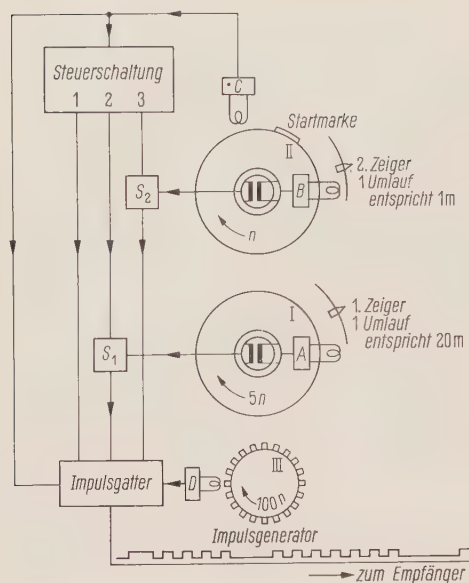 Steuerschaltung
1 2 3
C
Startmarke
II
2. Zeiger
1 Umlauf
entspricht 1m
S2
B
n
I
1. Zeiger
1 Umlauf
entspricht 20m
S1
A
5n
Impulsgatter
D
III
100n
Impulsgenerator
zum Empfänger